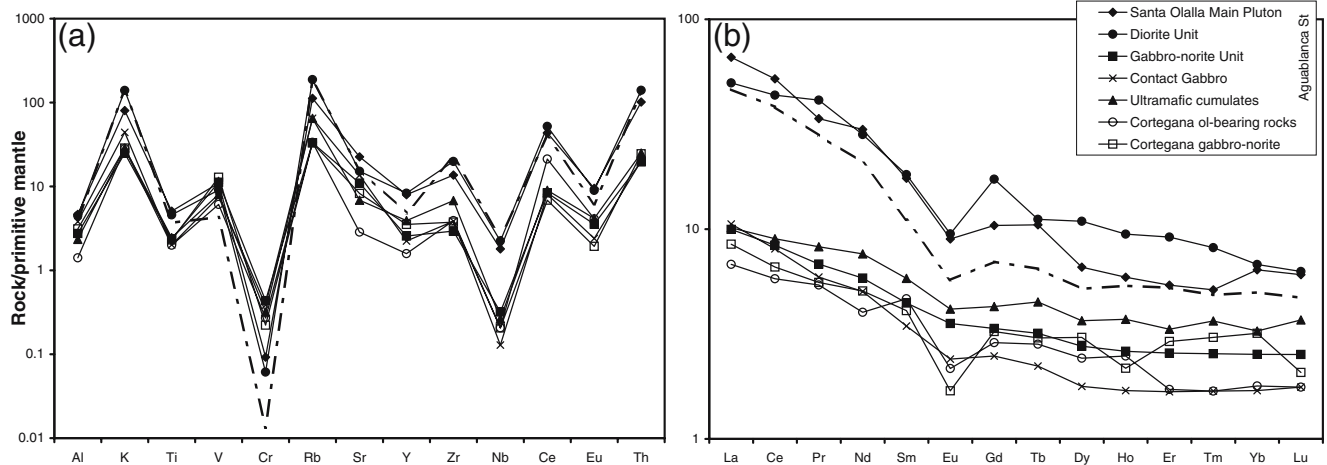 (a)
Rock/primitive mantle
1000
100
10
1
0.1
0.01
Al K Ti V Cr Rb Sr Y Zr Nb Ce Eu Th
(b)
100
10
1
La Ce Pr Nd Sm Eu Gd Tb Dy Ho Er Tm Yb Lu
Santa Olalla Main Pluton
Diorite Unit
Gabbro-norite Unit
Contact Gabbro
Ultramafic cumulates
Cortegana ol-bearing rocks
Cortegana gabbro-norite
Aguablanca St